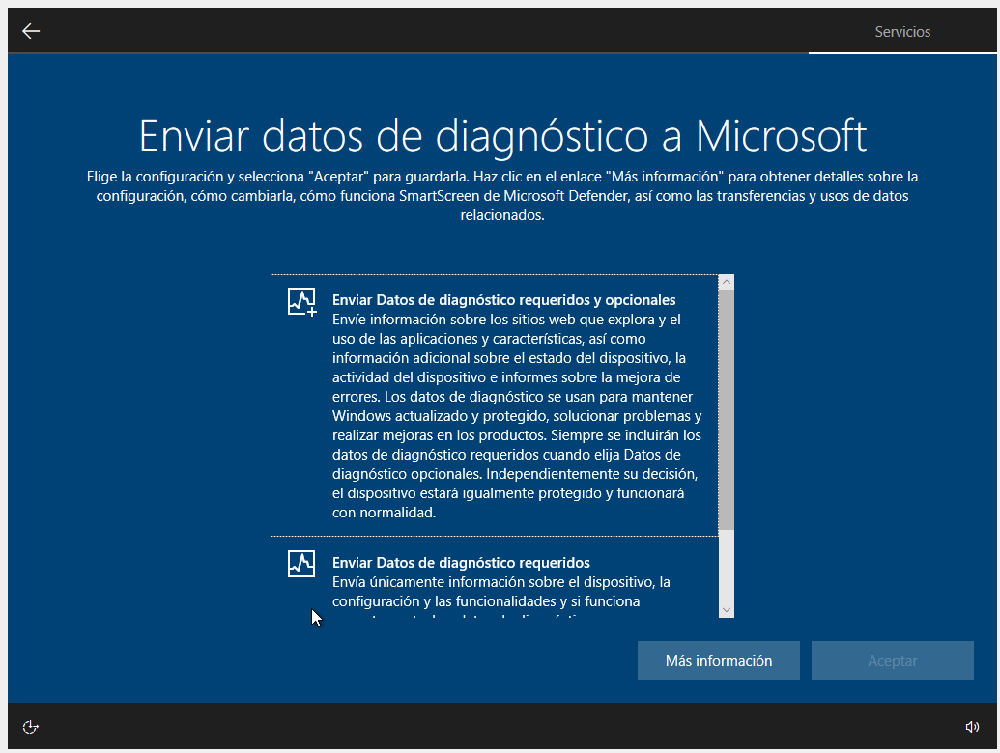 Servicios
Enviar datos de diagnóstico a Microsoft
Elige la configuración y selecciona "Aceptar" para guardarla. Haz clic en el enlace "Más información" para obtener detalles sobre la
configuración, cómo cambiarla, cómo funciona SmartScreen de Microsoft Defender, así como las transferencias y usos de datos
relacionados.
Enviar Datos de diagnóstico requeridos y opcionales
Envíe información sobre los sitios web que explora y el
uso de las aplicaciones y características, así como
información adicional sobre el estado del dispositivo, la
actividad del dispositivo e informes sobre la mejora de
errores. Los datos de diagnóstico se usan para mantener
Windows actualizado y protegido, solucionar problemas y
realizar mejoras en los productos. Siempre se incluirán los
datos de diagnóstico requeridos cuando elija Datos de
diagnóstico opcionales. Independientemente su decisión,
el dispositivo estará igualmente protegido y funcionará
con normalidad.
Enviar Datos de diagnóstico requeridos
Envía únicamente información sobre el dispositivo, la
configuración y las funcionalidades y si funciona
Más información
Aceptar